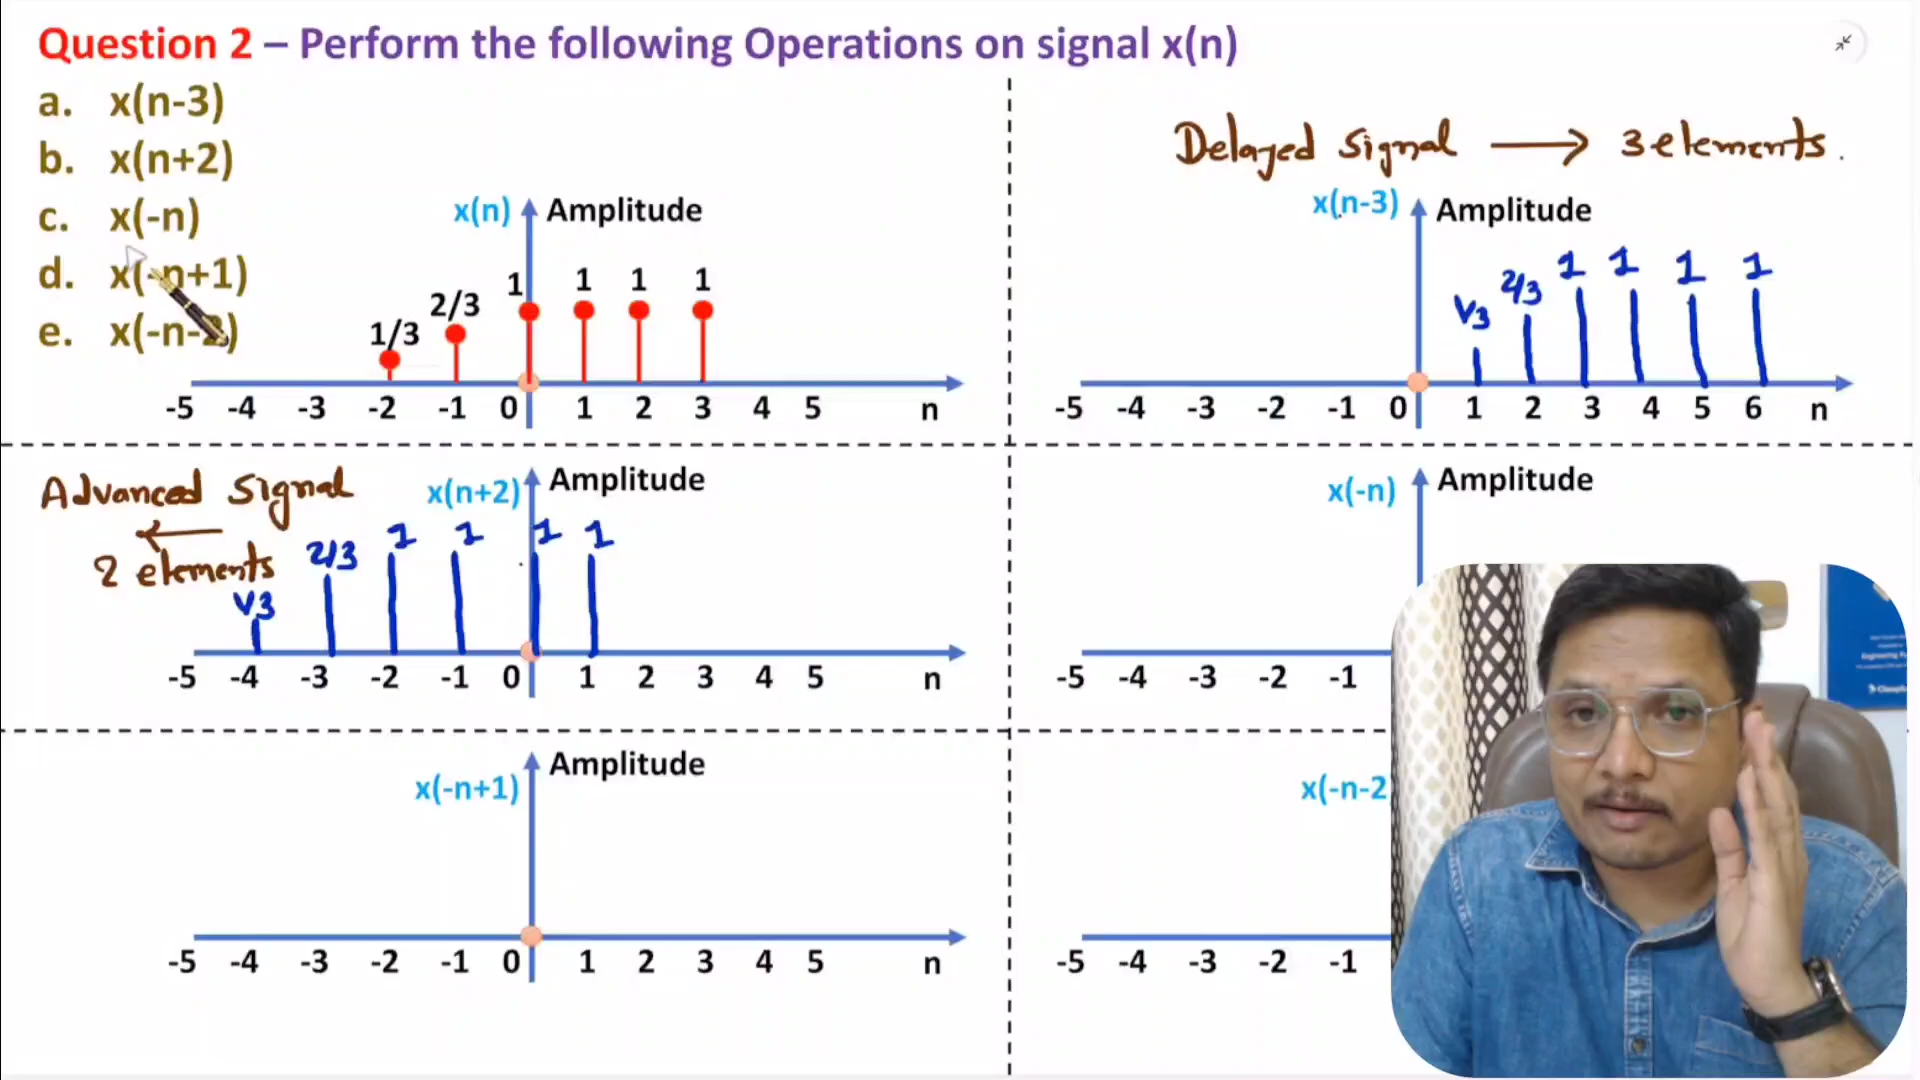 Question 2 – Perform the following Operations on signal x(n)
a. x(n-3)
b. x(n+2)
c. x(-n)
d. x(-n+1)
e. x(-n-2)
x(n) Amplitude
1/3 2/3 1 1 1 1
-5 -4 -3 -2 -1 0 1 2 3 4 5 n
Delayed signal → 3 elements.
x(n-3) Amplitude
1/3 2/3 1 1 1 1
-5 -4 -3 -2 -1 0 1 2 3 4 5 6 n
Advanced signal
←
2 elements
x(n+2) Amplitude
1/3 2/3 1 1 1 1
-5 -4 -3 -2 -1 0 1 2 3 4 5 n
x(-n) Amplitude
-5 -4 -3 -2 -1
x(-n+1) Amplitude
-5 -4 -3 -2 -1 0 1 2 3 4 5 n
x(-n-2
-5 -4 -3 -2 -1